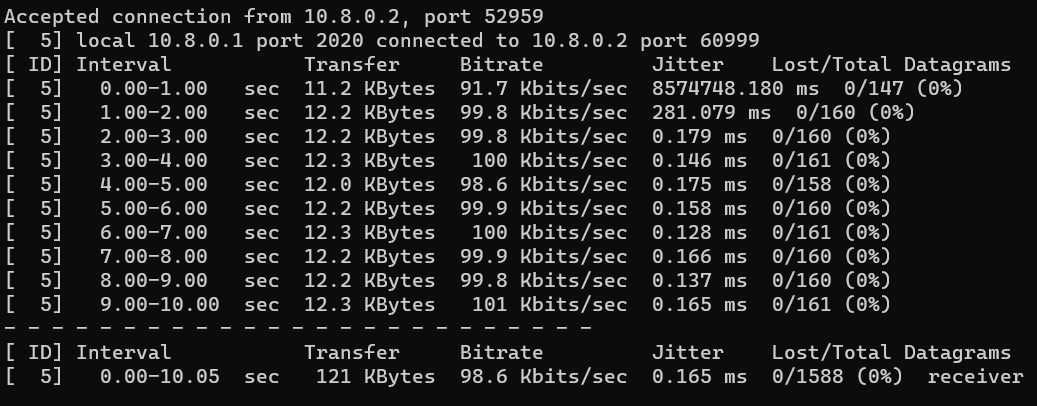 Accepted connection from 10.8.0.2, port 52959
[  5] local 10.8.0.1 port 2020 connected to 10.8.0.2 port 60999
[ ID] Interval           Transfer     Bitrate         Jitter    Lost/Total Datagrams
[  5]   0.00-1.00   sec  11.2 KBytes  91.7 Kbits/sec  8574748.180 ms  0/147 (0%)
[  5]   1.00-2.00   sec  12.2 KBytes  99.8 Kbits/sec  281.079 ms  0/160 (0%)
[  5]   2.00-3.00   sec  12.2 KBytes  99.8 Kbits/sec  0.179 ms  0/160 (0%)
[  5]   3.00-4.00   sec  12.3 KBytes   100 Kbits/sec  0.146 ms  0/161 (0%)
[  5]   4.00-5.00   sec  12.0 KBytes  98.6 Kbits/sec  0.175 ms  0/158 (0%)
[  5]   5.00-6.00   sec  12.2 KBytes  99.9 Kbits/sec  0.158 ms  0/160 (0%)
[  5]   6.00-7.00   sec  12.3 KBytes   100 Kbits/sec  0.128 ms  0/161 (0%)
[  5]   7.00-8.00   sec  12.2 KBytes  99.9 Kbits/sec  0.166 ms  0/160 (0%)
[  5]   8.00-9.00   sec  12.2 KBytes  99.8 Kbits/sec  0.137 ms  0/160 (0%)
[  5]   9.00-10.00  sec  12.3 KBytes   101 Kbits/sec  0.165 ms  0/161 (0%)
- - - - - - - - - - - - - - - - - - - - - - - - -
[ ID] Interval           Transfer     Bitrate         Jitter    Lost/Total Datagrams
[  5]   0.00-10.05  sec   121 KBytes  98.6 Kbits/sec  0.165 ms  0/1588 (0%)  receiver